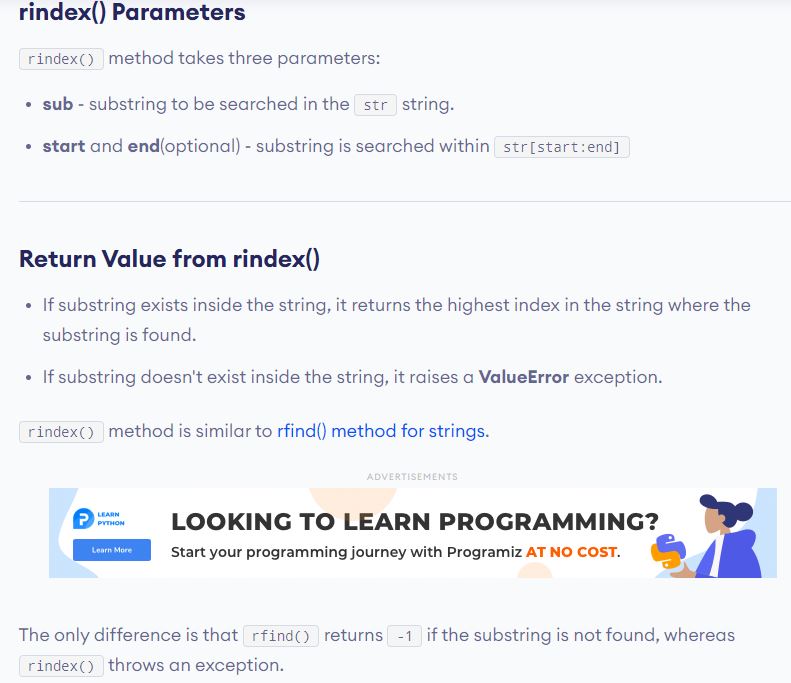 rindex() Parameters
rindex() method takes three parameters:
• sub - substring to be searched in the str string.
• start and end(optional) - substring is searched within str[start:end]
Return Value from rindex()
• If substring exists inside the string, it returns the highest index in the string where the
substring is found.
• If substring doesn't exist inside the string, it raises a ValueError exception.
rindex() method is similar to rfind() method for strings.
ADVERTISEMENTS
LEARN
PYTHON
Learn More
LOOKING TO LEARN PROGRAMMING?
Start your programming journey with Programiz AT NO COST.
The only difference is that rfind() returns -1 if the substring is not found, whereas
rindex() throws an exception.